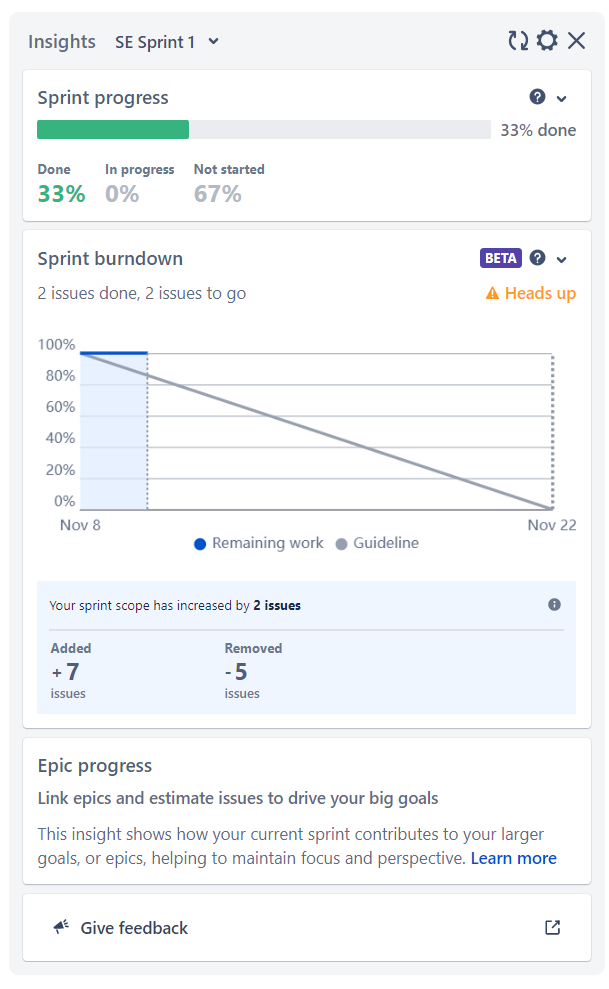 Insights SE Sprint 1
Sprint progress
33% done
Done In progress Not started
33% 0% 67%
Sprint burndown BETA
2 issues done, 2 issues to go Heads up
100%
80%
60%
40%
20%
0%
Nov 8 Nov 22
Remaining work Guideline
Your sprint scope has increased by 2 issues
Added Removed
+ 7 - 5
issues issues
Epic progress
Link epics and estimate issues to drive your big goals
This insight shows how your current sprint contributes to your larger
goals, or epics, helping to maintain focus and perspective. Learn more
Give feedback